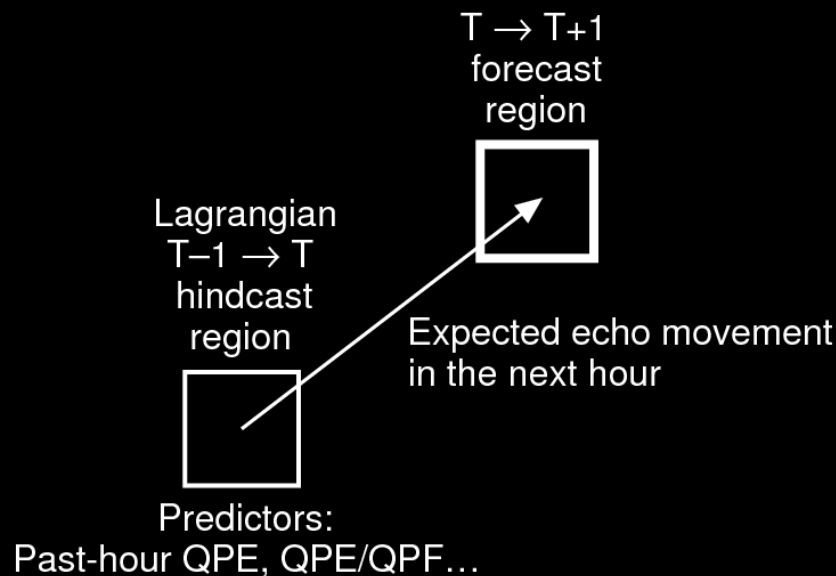 T → T+1
forecast
region
Lagrangian
T–1 → T
hindcast
region
Expected echo movement
in the next hour
Predictors:
Past-hour QPE, QPE/QPF…